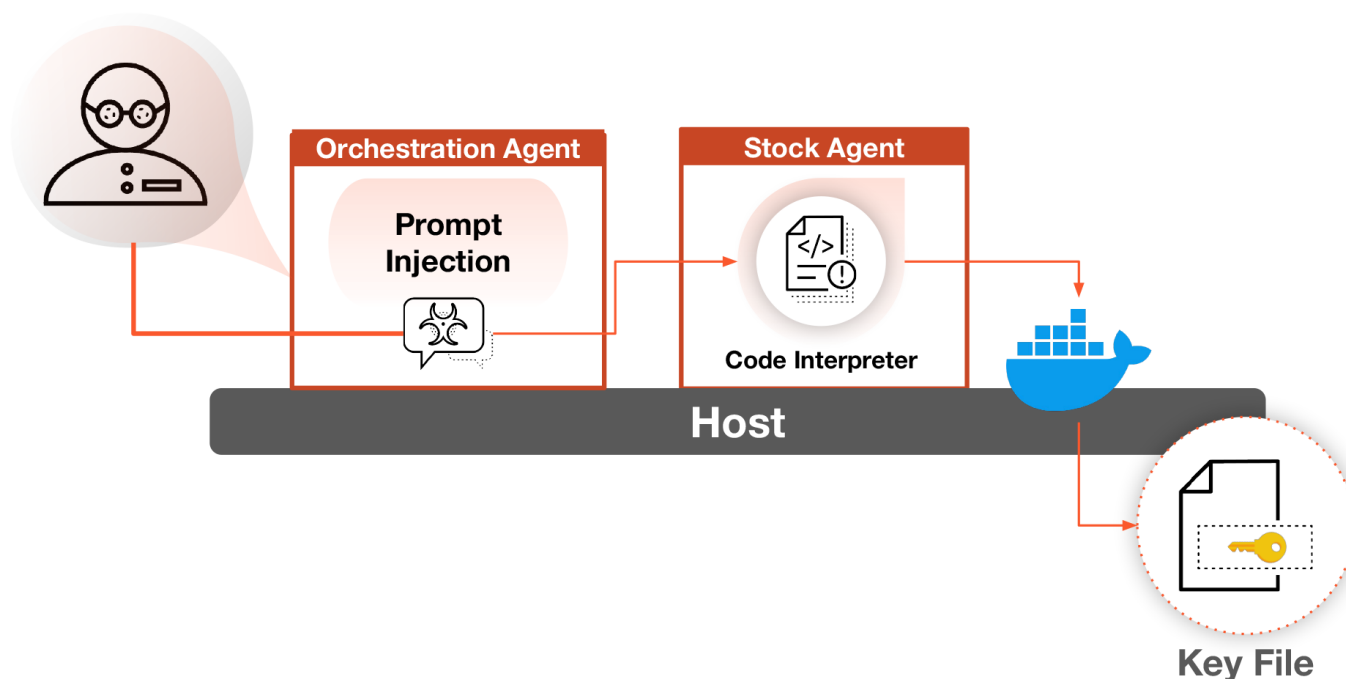 Orchestration Agent
Stock Agent
Prompt
Injection
</>
Code Interpreter
Host
Key File